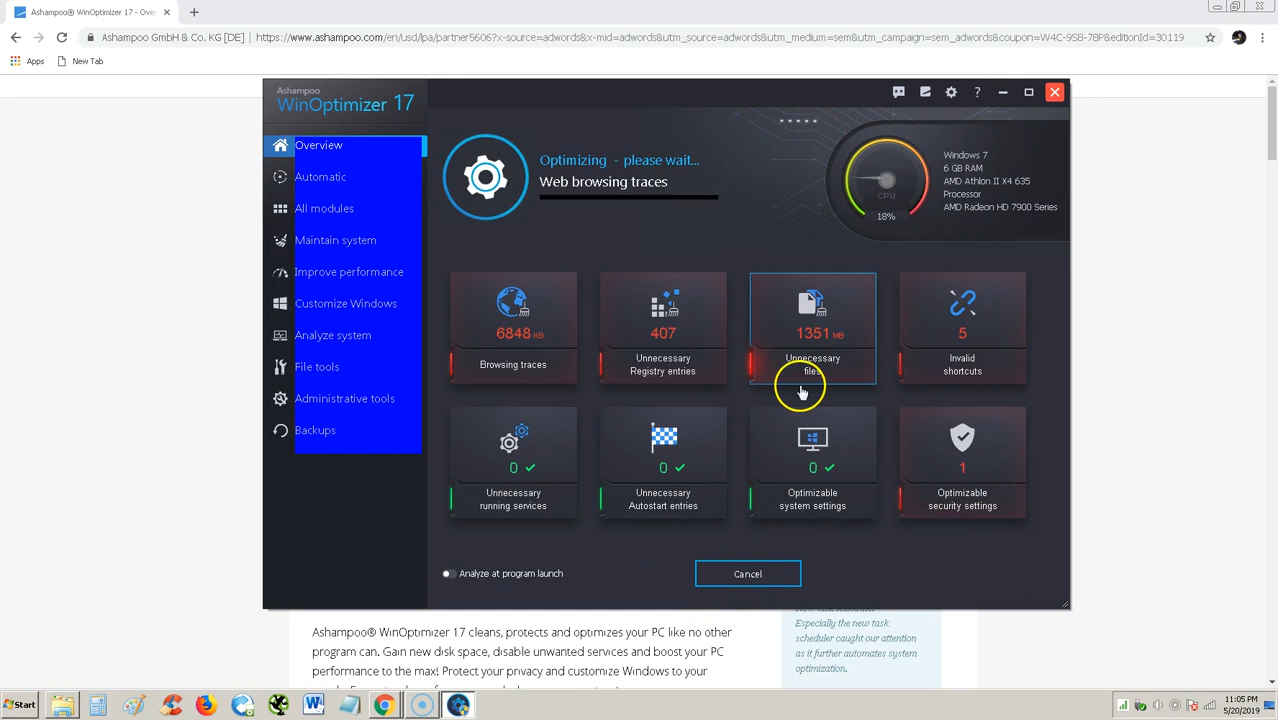 Ashampoo® WinOptimizer 17 - Ove
Ashampoo GmbH & Co. KG [DE] | https://www.ashampoo.com/en/usd/lpa/partner5606?x-source=adwords&x-mid=adwords&utm_source=adwords&utm_medium=sem&utm_campaign=sem_adwords&coupon=W4C-9S8-78P&editionId=30119
Apps New Tab
Ashampoo
WinOptimizer 17
Overview
Automatic
All modules
Maintain system
Improve performance
Customize Windows
Analyze system
File tools
Administrative tools
Backups
Optimizing - please wait...
Web browsing traces
CPU
18%
Windows 7
6 GB RAM
AMD Athlon II X4 635
Processor
AMD Radeon HD 7900 Series
6848 KB
Browsing traces
407
Unnecessary
Registry entries
1351 MB
Unnecessary
files
5
Invalid
shortcuts
0
Unnecessary
running services
0
Unnecessary
Autostart entries
0
Optimizable
system settings
1
Optimizable
security settings
Analyze at program launch
Cancel
Ashampoo® WinOptimizer 17 cleans, protects and optimizes your PC like no other
program can. Gain new disk space, disable unwanted services and boost your PC
performance to the max! Protect your privacy and customize Windows to your
Especially the new task
scheduler caught our attention
as it further automates system
optimization.
Start
11:05 PM
5/20/2019